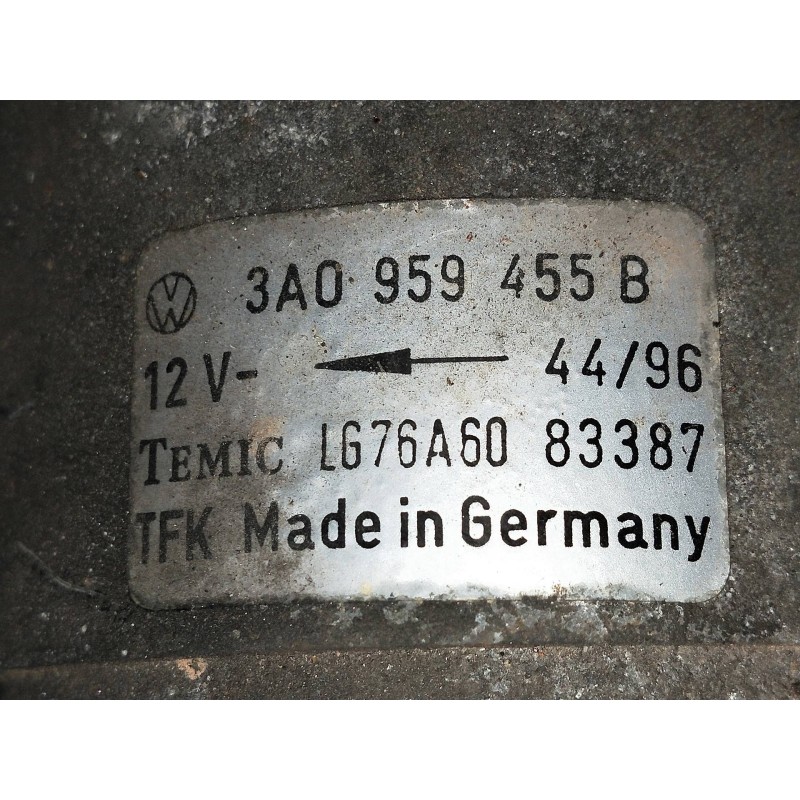 3A0 959 455 B
12 V- 44/96
TEMIC LG76A60 83387
TFK Made in Germany